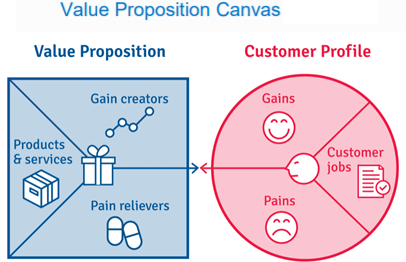 Value Proposition Canvas
Value Proposition
Customer Profile
Gain creators
Products
& services
Pain relievers
Gains
Customer
jobs
Pains